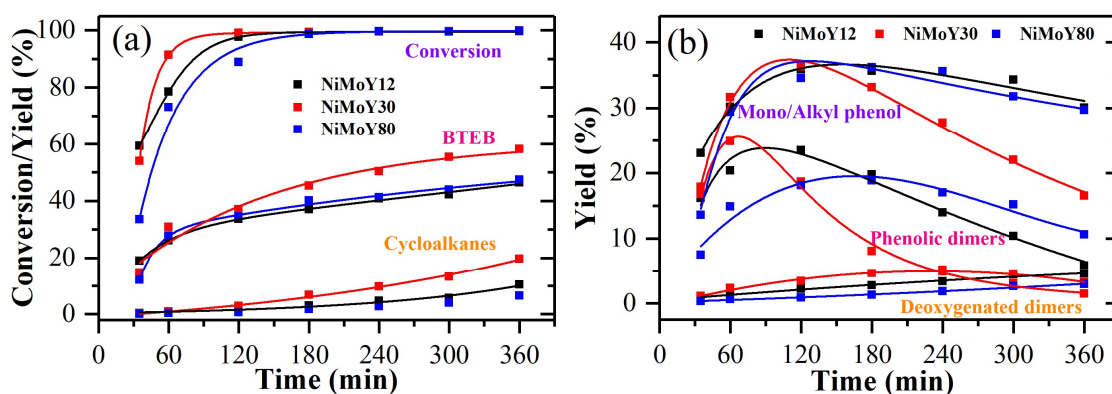 (a)
Conversion/Yield (%)
100
80
60
40
20
0
Conversion
NiMoY12
NiMoY30
NiMoY80
BTEB
Cycloalkanes
0 60 120 180 240 300 360
Time (min)
(b)
Yield (%)
40
30
20
10
0
NiMoY12 NiMoY30 NiMoY80
Mono/Alkyl phenol
Phenolic dimers
Deoxygenated dimers
0 60 120 180 240 300 360
Time (min)